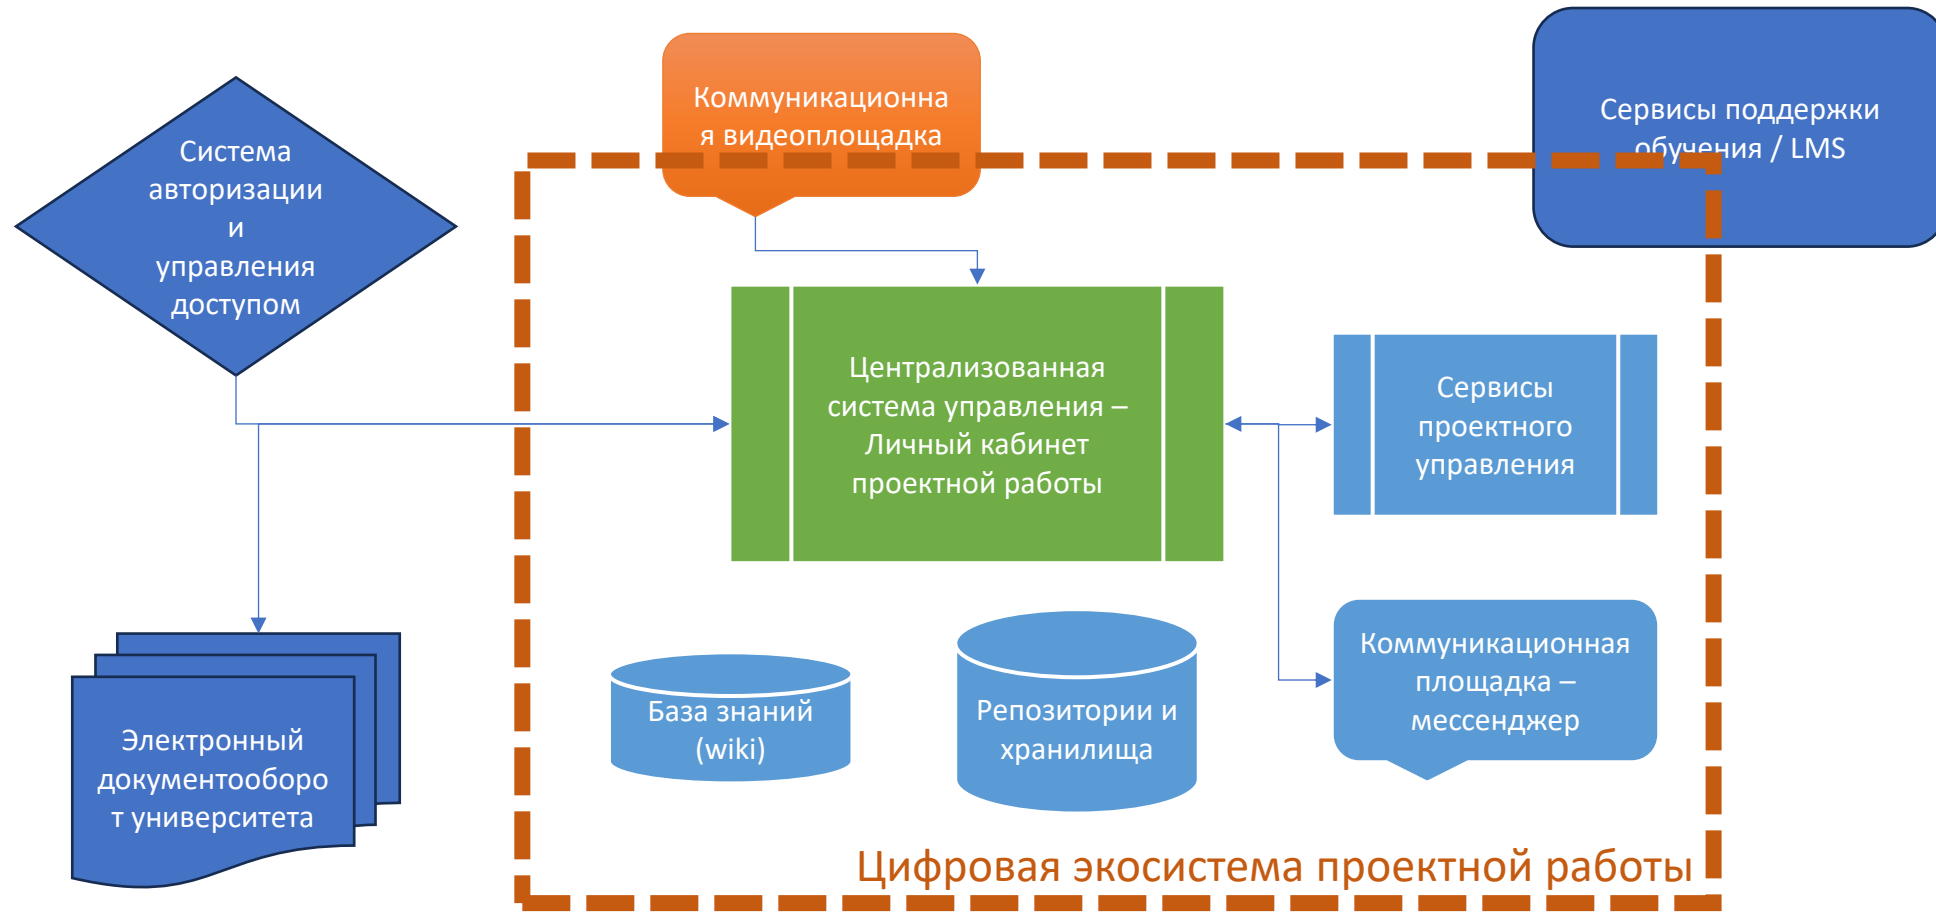 Система
авторизации
и
управления
доступом
Коммуникационна
я видеоплощадка
Сервисы поддержки
обучения / LMS
Централизованная
система управления –
Личный кабинет
проектной работы
Сервисы
проектного
управления
Электронный
документооборо
т университета
База знаний
(wiki)
Репозитории и
хранилища
Коммуникационная
площадка –
мессенджер
Цифровая экосистема проектной работы